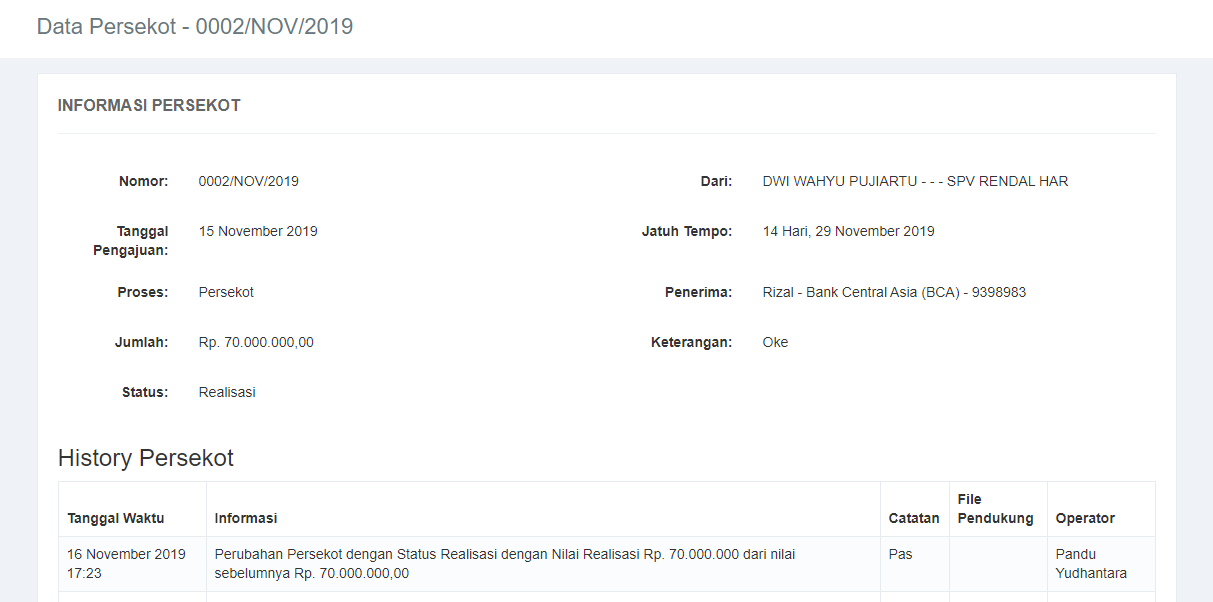 Data Persekot - 0002/NOV/2019
INFORMASI PERSEKOT
Nomor: 0002/NOV/2019
Dari: DWI WAHYU PUJIARTU - - - SPV RENDAL HAR
Tanggal Pengajuan: 15 November 2019
Jatuh Tempo: 14 Hari, 29 November 2019
Proses: Persekot
Penerima: Rizal - Bank Central Asia (BCA) - 9398983
Jumlah: Rp. 70.000.000,00
Keterangan: Oke
Status: Realisasi
History Persekot
Tanggal Waktu
Informasi
Catatan
File
Pendukung
Operator
16 November 2019
17:23
Perubahan Persekot dengan Status Realisasi dengan Nilai Realisasi Rp. 70.000.000 dari nilai
sebelumnya Rp. 70.000.000,00
Pas
Pandu
Yudhantara